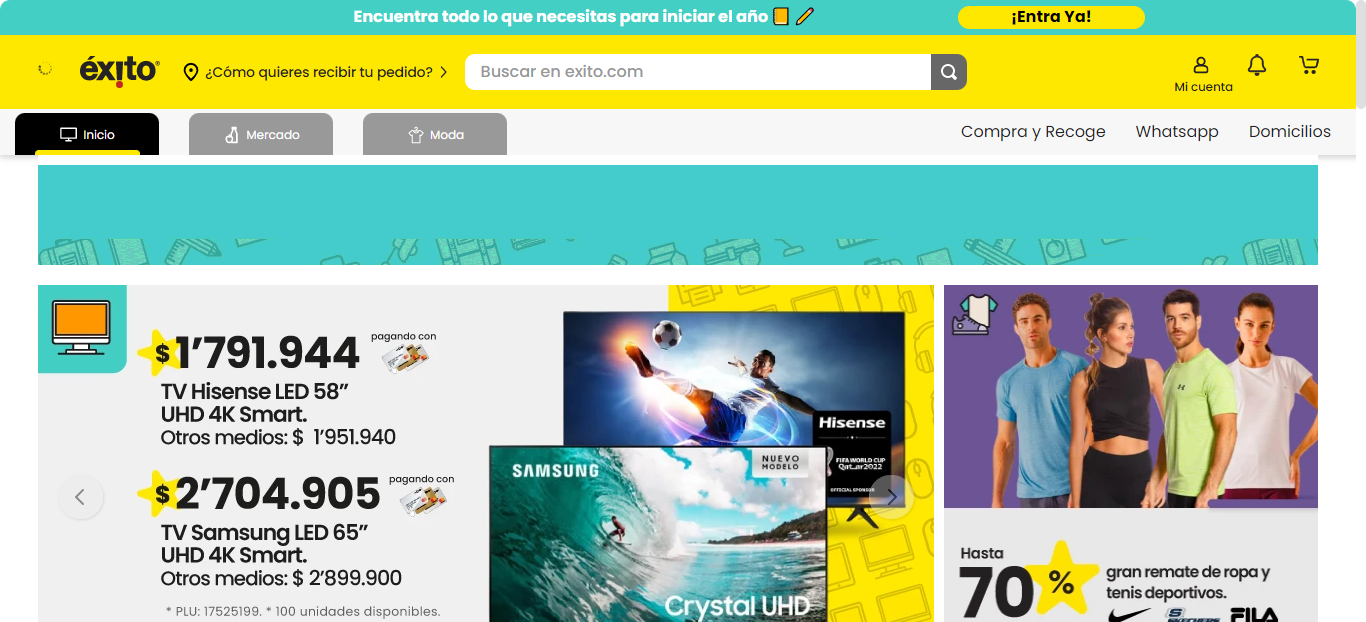 Encuentra todo lo que necesitas para iniciar el año
¡Entra Ya!
éxito
¿Cómo quieres recibir tu pedido?
Buscar en exito.com
Mi cuenta
Inicio
Mercado
Moda
Compra y Recoge
Whatsapp
Domicilios
$1’791.944
pagando con
TV Hisense LED 58”
UHD 4K Smart.
Otros medios: $ 1’951.940
$2’704.905
pagando con
TV Samsung LED 65”
UHD 4K Smart.
Otros medios: $ 2’899.900
* PLU: 17525199. * 100 unidades disponibles.
Hisense
FIFA WORLD CUP
Qatar2022
OFFICIAL SPONSOR
SAMSUNG
NUEVO
MODELO
Crystal UHD
Hasta
70%
gran remate de ropa y
tenis deportivos.
SKECHERS
FILA